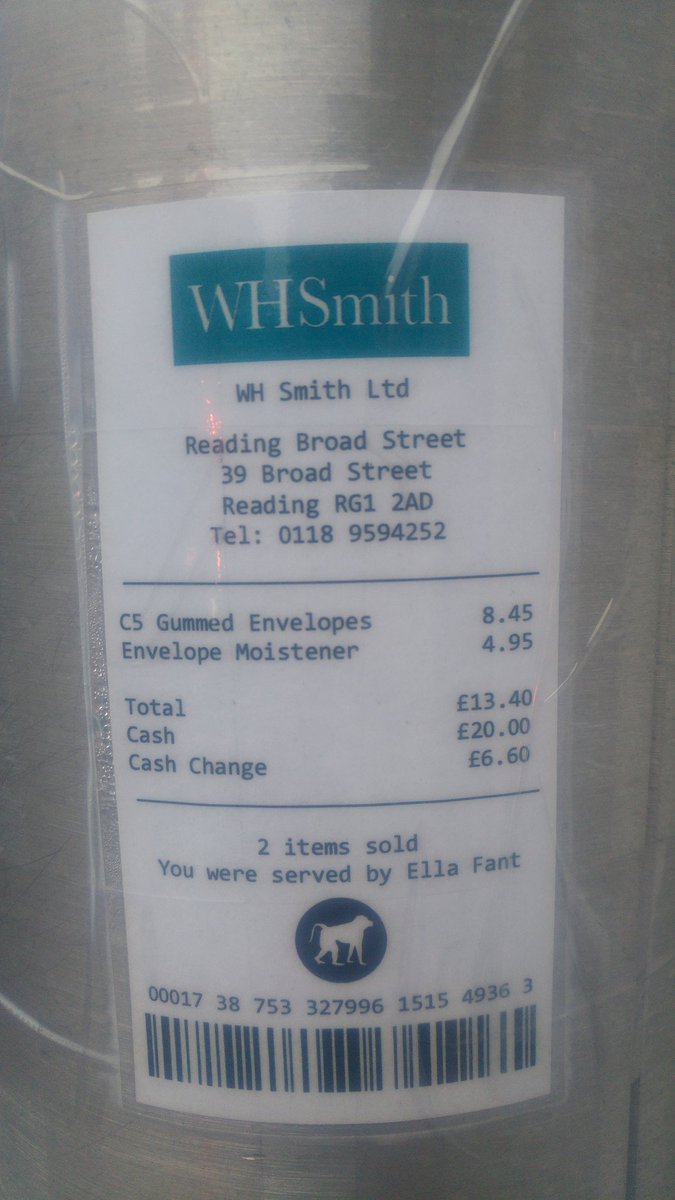 WHSmith
WH Smith Ltd
Reading Broad Street
39 Broad Street
Reading RG1 2AD
Tel: 0118 9594252
C5 Gummed Envelopes 8.45
Envelope Moistener 4.95
Total £13.40
Cash £20.00
Cash Change £6.60
2 items sold
You were served by Ella Fant
00017 38 753 327996 1515 4936 3